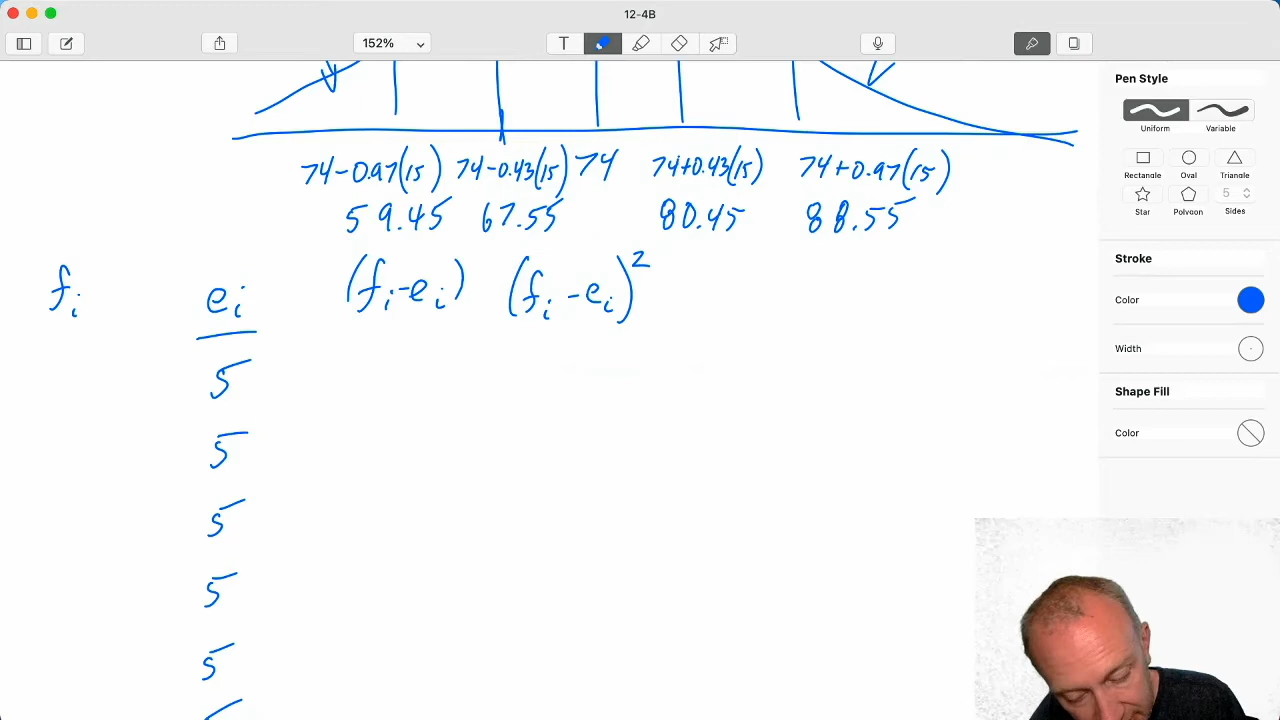 12-4B
152%
T
Pen Style
Uniform Variable
Rectangle Oval Triangle
5
Star Polygon Sides
Stroke
Color
Width
Shape Fill
Color
74-0.97(15) 74-0.43(15) 74 74+0.43(15) 74+0.97(15)
59.45 67.55 80.45 88.55
fi ei (fi-ei) (fi-ei)²
5
5
5
5
5